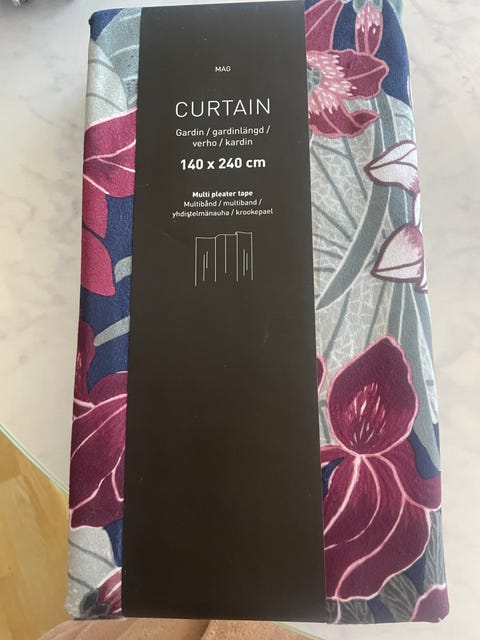 MAG
CURTAIN
Gardin / gardinlängd /
verho / kardin
140 x 240 cm
Multi pleater tape
Multibånd / multiband /
yhdistelmänauha / krookepael